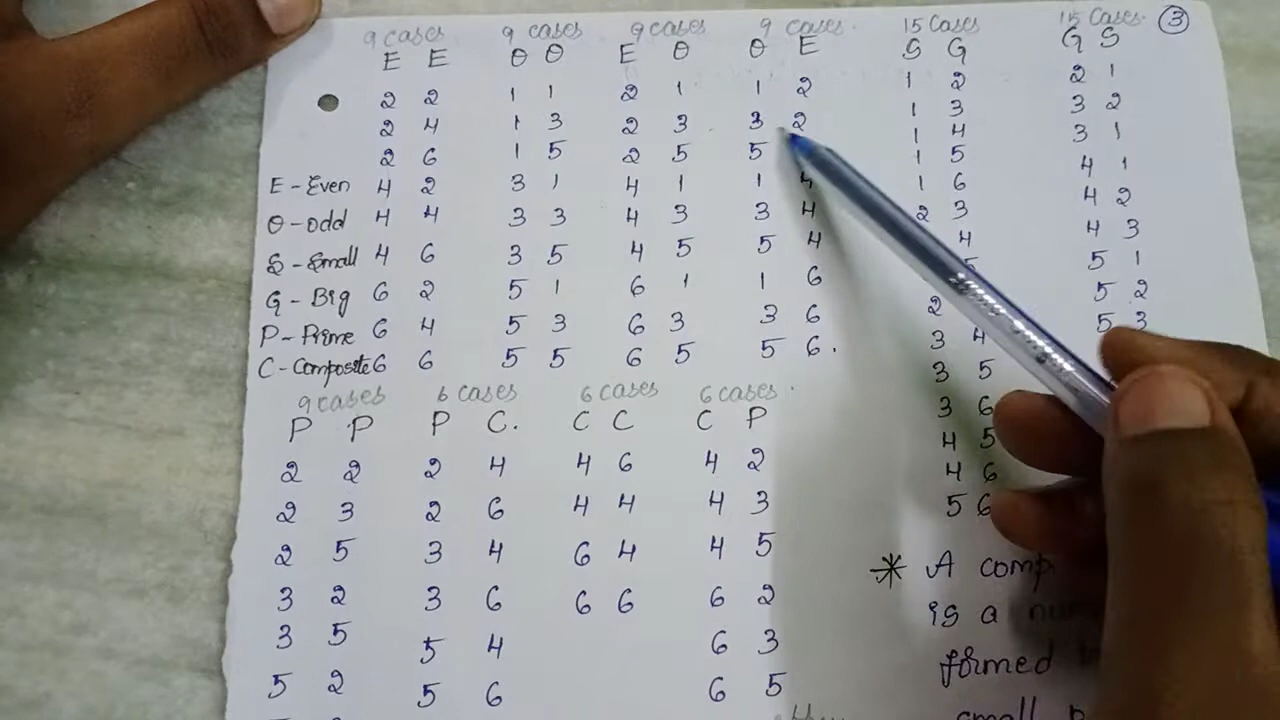 9 cases 9 cases 9 cases 9 cases. 15 Cases 15 Cases. 3
E E O O E O O E S G G S
2 2 1 1 2 1 1 2 1 2 2 1
2 4 1 3 2 3 3 2 1 3 3 2
2 6 1 5 2 5 5 1 4 3 1
E - Even 4 2 3 1 4 1 1 4 1 5 4 1
O - odd 4 4 3 3 4 3 3 4 1 6 4 2
S - Small 4 6 3 5 4 5 5 4 2 3 4 3
G - Big 6 2 5 1 6 1 1 6 4 5 1
P - Prime 6 4 5 3 6 3 3 6 5 5 2
C - Composite 6 6 5 5 6 5 5 6. 2 5 3
3 4
3 5
3 6
4 5
4 6
5 6
9 cases 6 cases 6 cases 6 cases.
P P P C. C C C P
2 2 2 4 4 6 4 2
2 3 2 6 4 4 4 3
2 5 3 4 6 4 4 5
3 2 3 6 6 6 6 2
3 5 5 4 6 3
5 2 5 6 6 5
* A comp
is a
formed
small